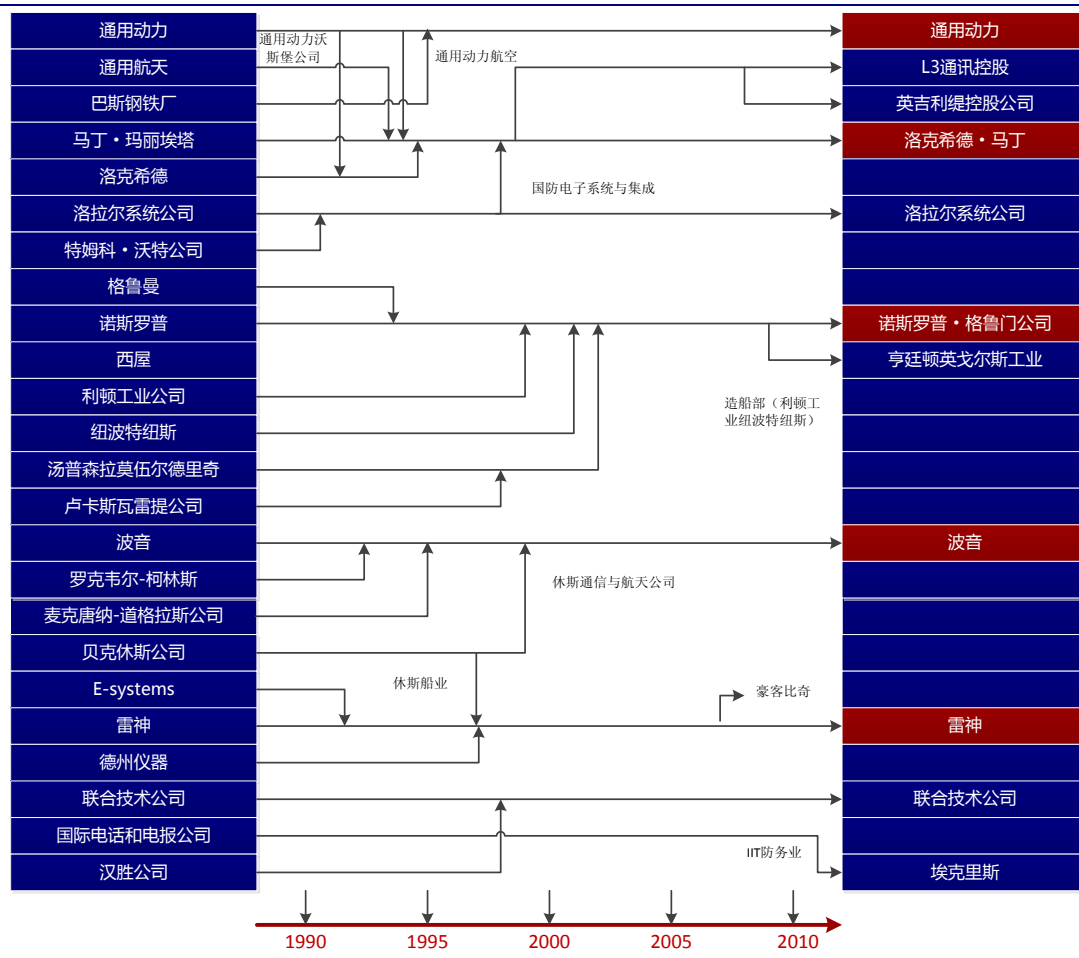 通用动力
通用航天
巴斯钢铁厂
马丁·玛丽埃塔
洛克希德
洛拉尔系统公司
特姆科·沃特公司
格鲁曼
诺斯罗普
西屋
利顿工业公司
纽波特纽斯
汤普森拉莫伍尔德里奇
卢卡斯瓦雷提公司
波音
罗克韦尔-柯林斯
麦克唐纳-道格拉斯公司
贝克休斯公司
E-systems
雷神
德州仪器
联合技术公司
国际电话和电报公司
汉胜公司
通用动力沃
斯堡公司
通用动力航空
国防电子系统与集成
造船部（利顿工
业纽波特纽斯）
休斯通信与航天公司
休斯船业
豪客比奇
IIT防务业
通用动力
L3通讯控股
英吉利缇控股公司
洛克希德·马丁
洛拉尔系统公司
诺斯罗普·格鲁门公司
亨廷顿英戈尔斯工业
波音
雷神
联合技术公司
埃克里斯
1990
1995
2000
2005
2010